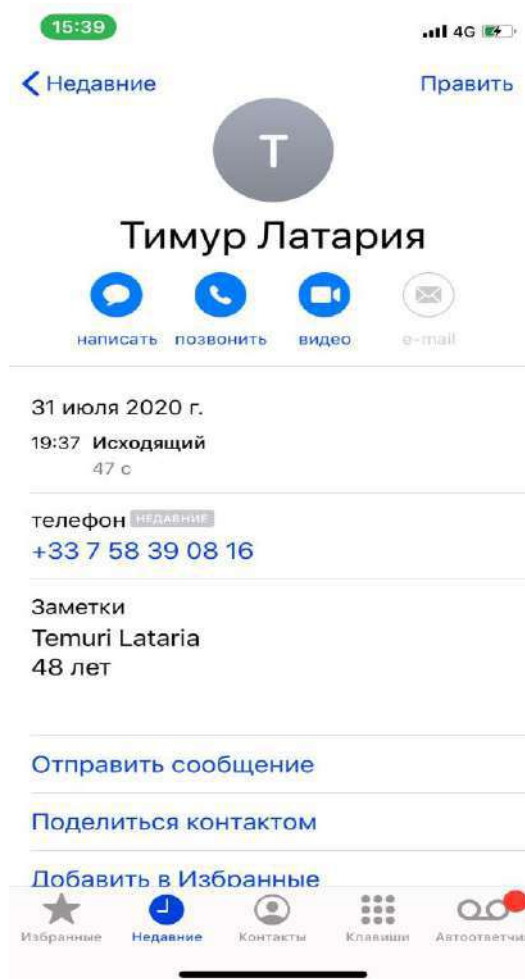 15:39
4G
Недавние
Править
Т
Тимур Латария
написать позвонить видео e-mail
31 июля 2020 г.
19:37 Исходящий
47 с
телефон НЕДАВНИЕ
+33 7 58 39 08 16
Заметки
Temuri Lataria
48 лет
Отправить сообщение
Поделиться контактом
Добавить в Избранные
Избранные Недавние Контакты Клавиши Автоответчик